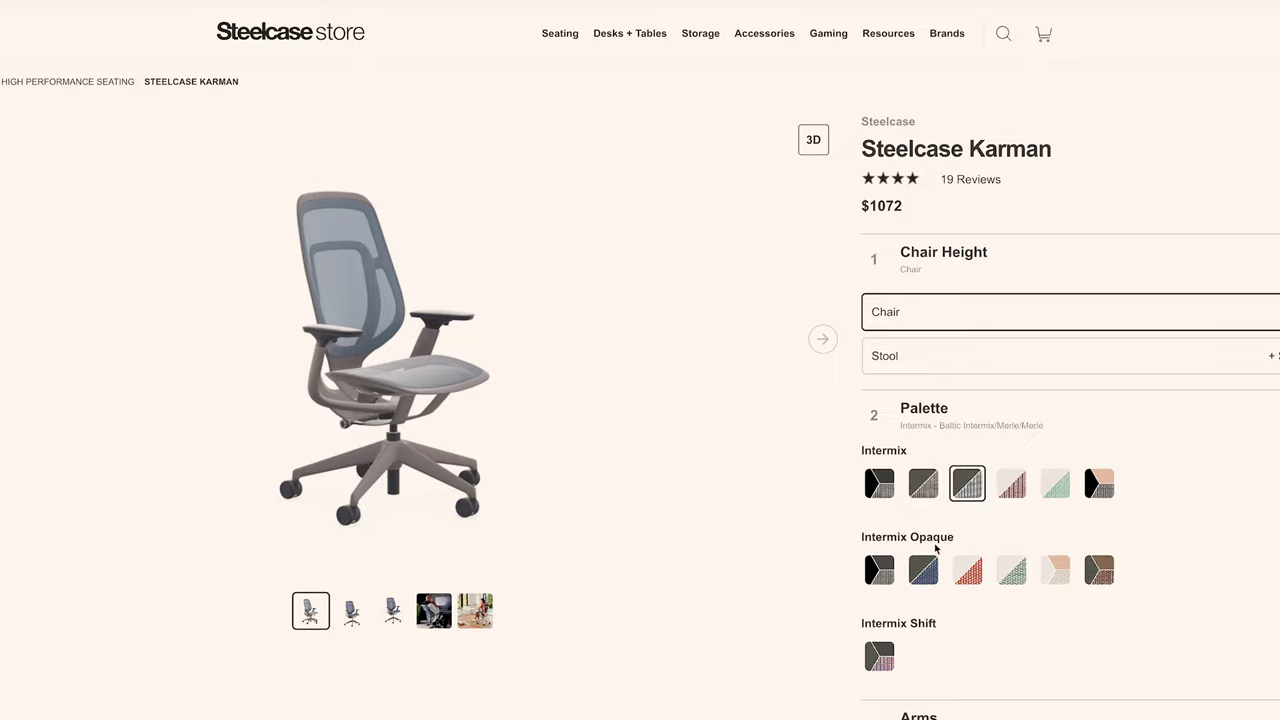 Steelcase store
Seating Desks + Tables Storage Accessories Gaming Resources Brands
HIGH PERFORMANCE SEATING STEELCASE KARMAN
3D
Steelcase
Steelcase Karman
19 Reviews
$1072
1 Chair Height
Chair
Chair
Stool +
2 Palette
Intermix - Baltic Intermix/Merle/Merle
Intermix
Intermix Opaque
Intermix Shift
Arms